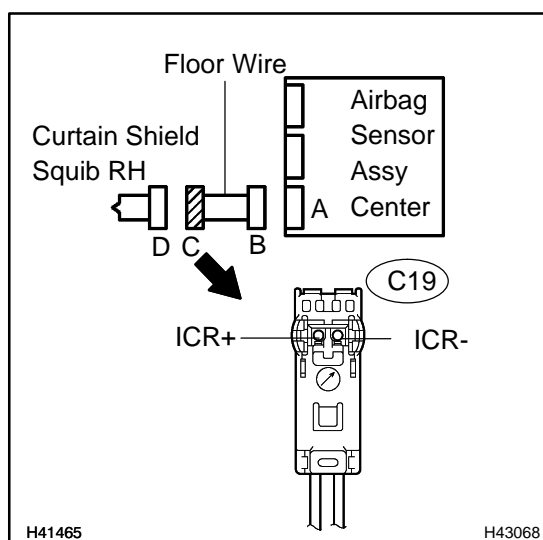 Floor Wire
Airbag
Sensor
Assy
Center
Curtain Shield
Squib RH
A
D C B
C19
ICR+ ICR-
H41465 H43068